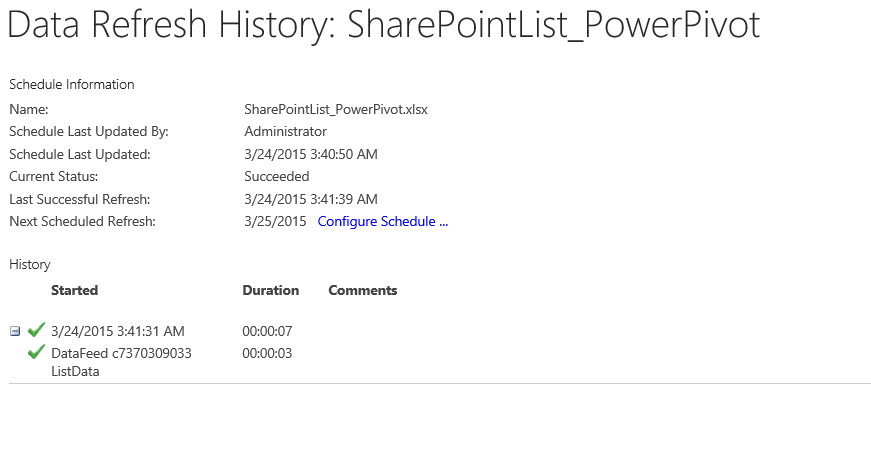 Data Refresh History: SharePointList_PowerPivot
Schedule Information
Name: SharePointList_PowerPivot.xlsx
Schedule Last Updated By: Administrator
Schedule Last Updated: 3/24/2015 3:40:50 AM
Current Status: Succeeded
Last Successful Refresh: 3/24/2015 3:41:39 AM
Next Scheduled Refresh: 3/25/2015 Configure Schedule ...
History
Started Duration Comments
3/24/2015 3:41:31 AM 00:00:07
DataFeed c7370309033 00:00:03
ListData